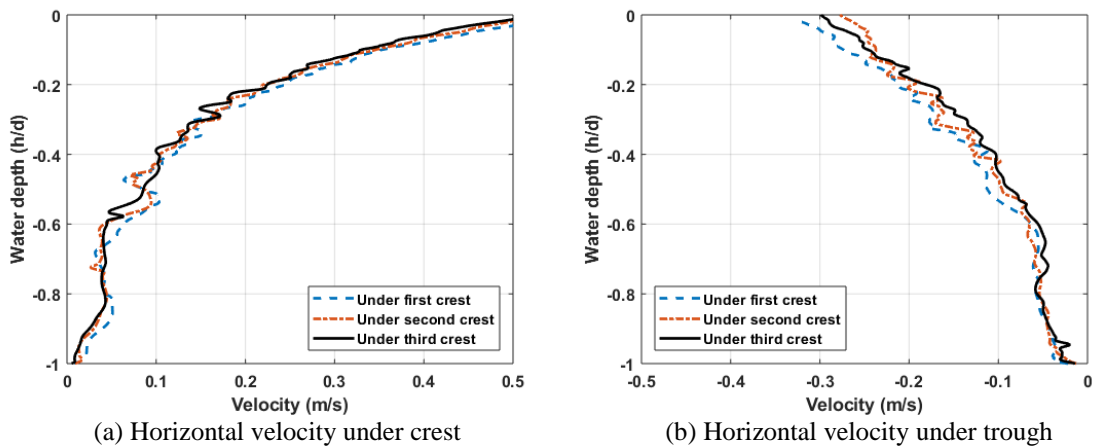 0
-0.2
-0.4
-0.6
-0.8
-1
Water depth (h/d)
Under first crest
Under second crest
Under third crest
0 0.1 0.2 0.3 0.4 0.5
Velocity (m/s)
(a) Horizontal velocity under crest
0
-0.2
-0.4
-0.6
-0.8
-1
Water depth (h/d)
Under first crest
Under second crest
Under third crest
-0.5 -0.4 -0.3 -0.2 -0.1 0
Velocity (m/s)
(b) Horizontal velocity under trough